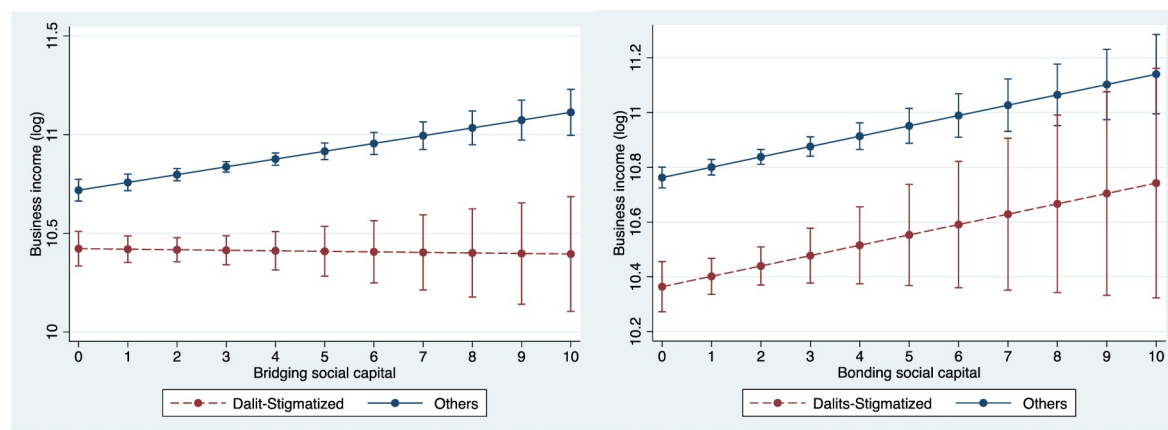 11.5
11
10.5
10
Business income (log)
0 1 2 3 4 5 6 7 8 9 10
Bridging social capital
Dalit-Stigmatized Others
11.2
11
10.8
10.6
10.4
10.2
Business income (log)
0 1 2 3 4 5 6 7 8 9 10
Bonding social capital
Dalits-Stigmatized Others